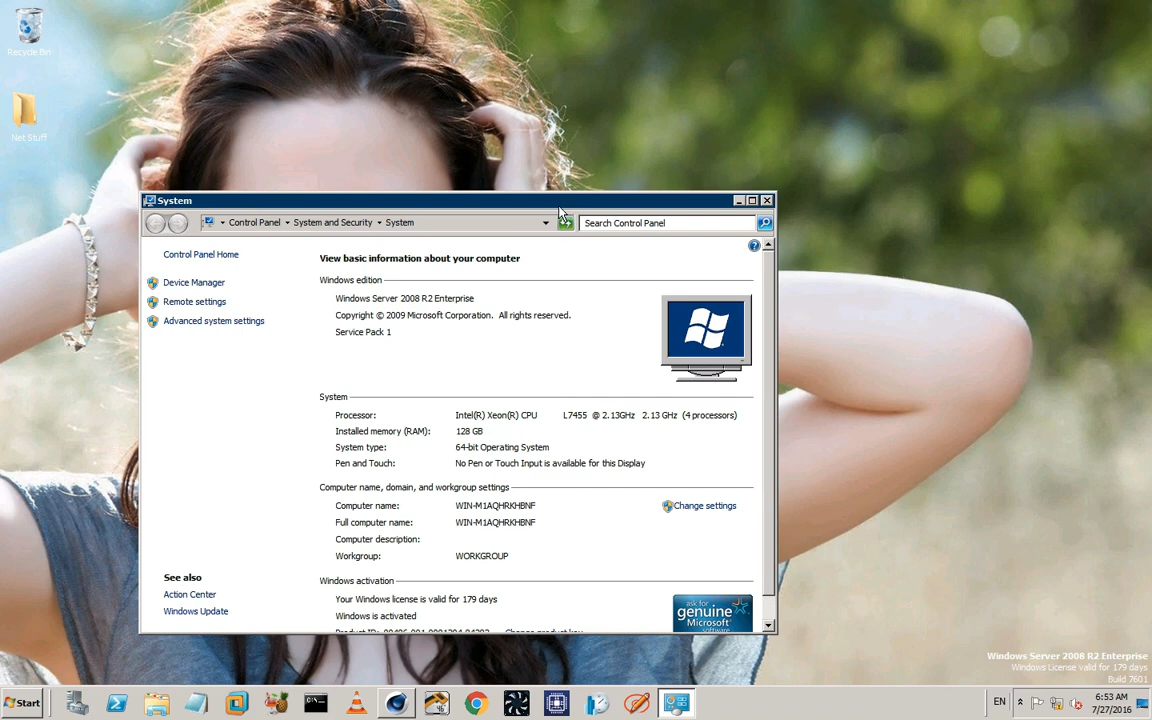 Recycle Bin
Net Stuff
System
Control Panel System and Security System
Search Control Panel
Control Panel Home
Device Manager
Remote settings
Advanced system settings
See also
Action Center
Windows Update
View basic information about your computer
Windows edition
Windows Server 2008 R2 Enterprise
Copyright © 2009 Microsoft Corporation. All rights reserved.
Service Pack 1
System
Processor: Intel(R) Xeon(R) CPU L7455 @ 2.13GHz 2.13 GHz (4 processors)
Installed memory (RAM): 128 GB
System type: 64-bit Operating System
Pen and Touch: No Pen or Touch Input is available for this Display
Computer name, domain, and workgroup settings
Computer name: WIN-M1AQHRKHBNF
Change settings
Full computer name: WIN-M1AQHRKHBNF
Computer description:
Workgroup: WORKGROUP
Windows activation
Your Windows license is valid for 179 days
Windows is activated
ask for
genuine
Microsoft
software
Windows Server 2008 R2 Enterprise
Windows License valid for 179 days
Build 7601
Start
EN
6:53 AM
7/27/2016